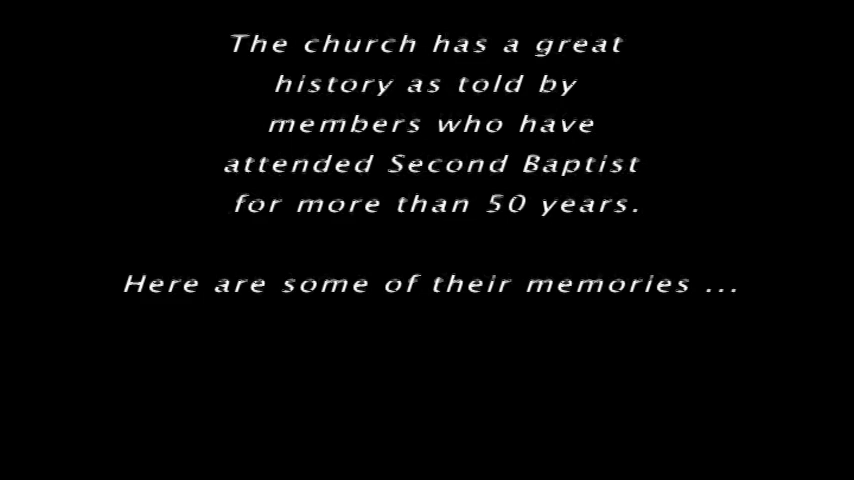 The church has a great
history as told by
members who have
attended Second Baptist
for more than 50 years.
Here are some of their memories ...